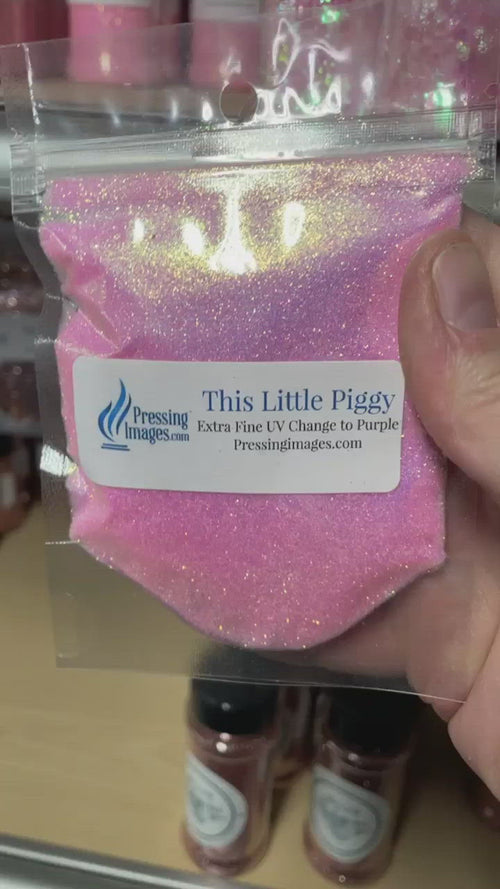 Pressing
Images.com
This Little Piggy
Extra Fine UV Change to Purple
Pressingimages.com